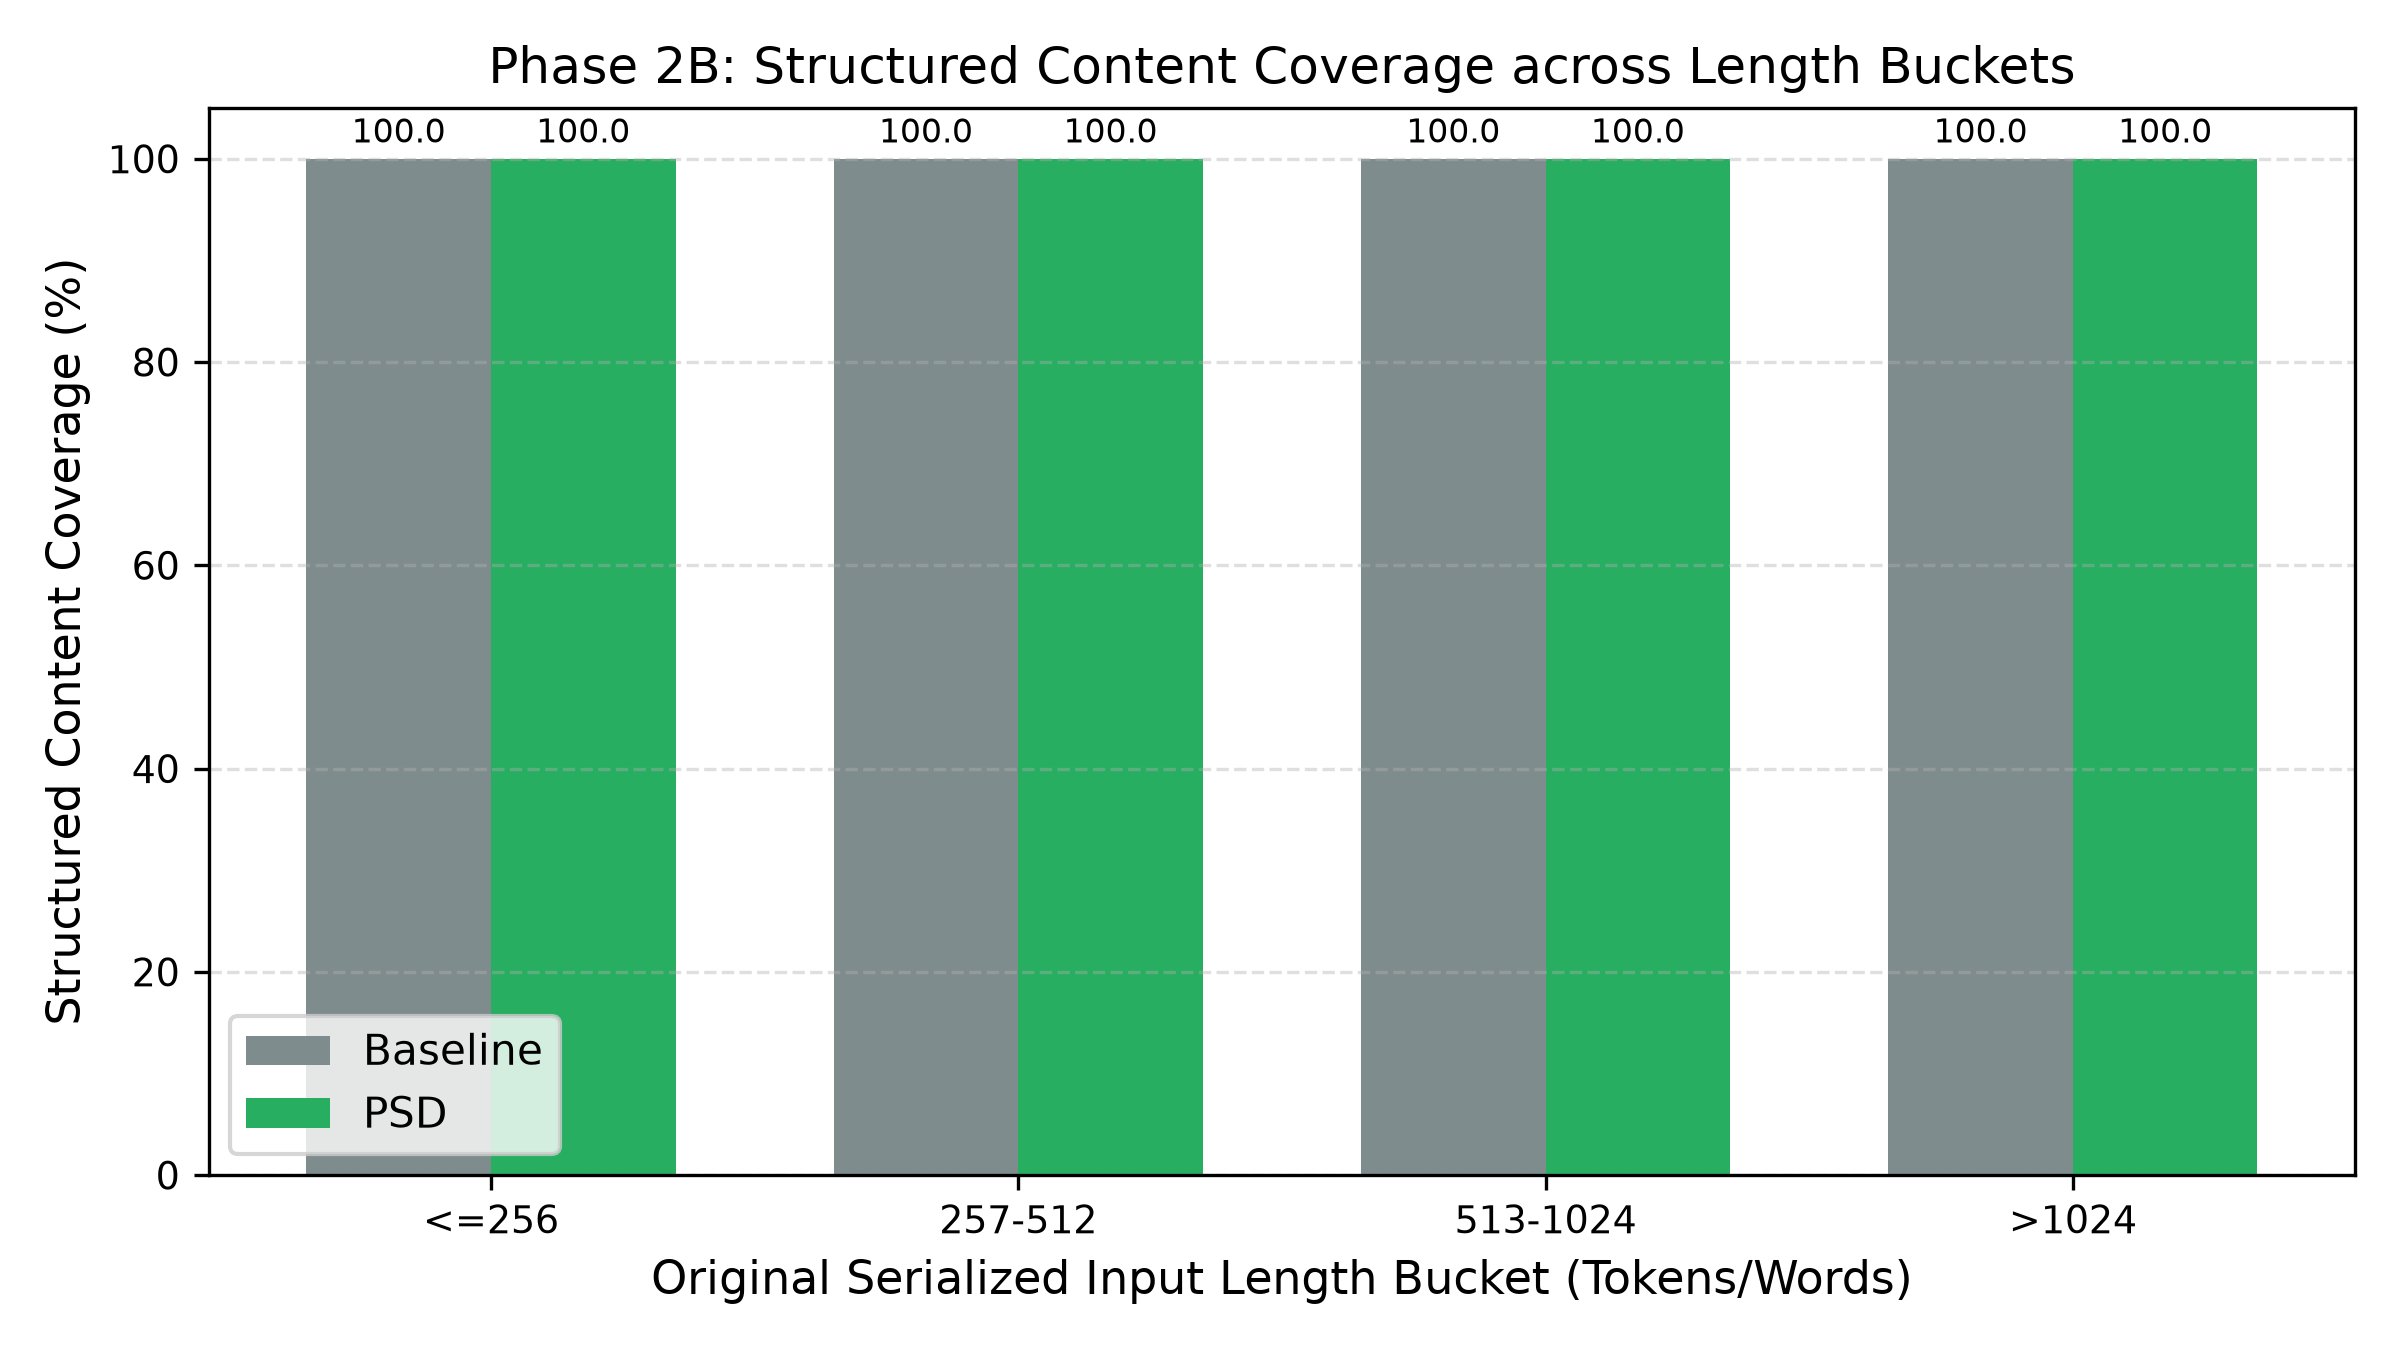 Phase 2B: Structured Content Coverage across Length Buckets
100.0 100.0 100.0 100.0 100.0 100.0 100.0 100.0
Structured Content Coverage (%)
100
80
60
40
20
0
Baseline
PSD
<=256 257-512 513-1024 >1024
Original Serialized Input Length Bucket (Tokens/Words)